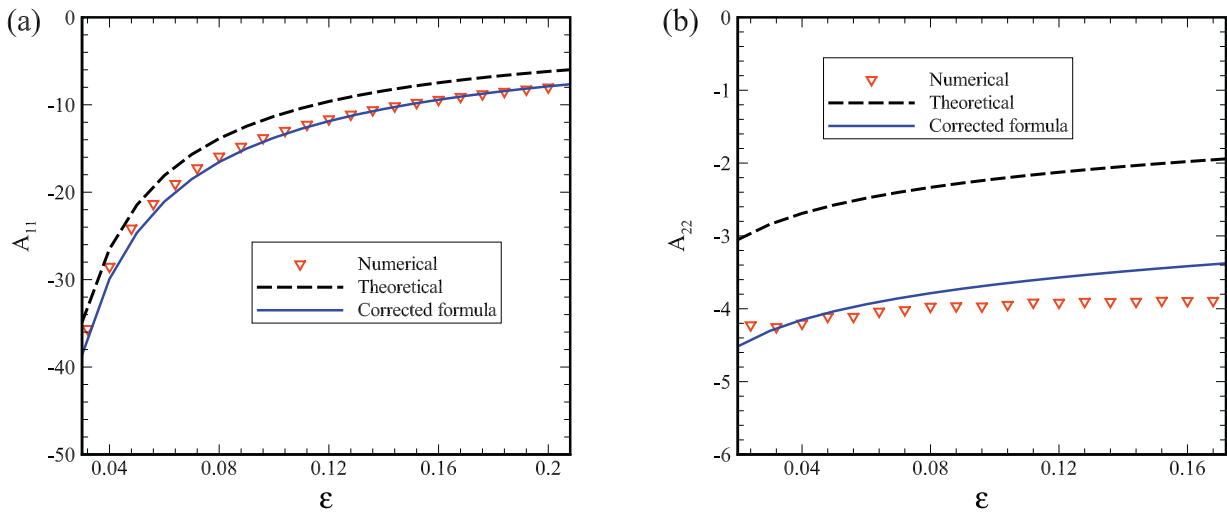 (a)
0
-10
-20
-30
-40
-50
A11
0.04
0.08
0.12
0.16
0.2
ε
Numerical
Theoretical
Corrected formula
(b)
0
-1
-2
-3
-4
-5
-6
A22
0.04
0.08
0.12
0.16
ε
Numerical
Theoretical
Corrected formula